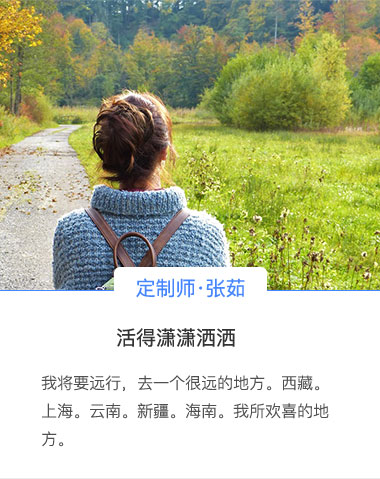 定制师·张茹
活得潇潇洒洒
我将要远行，去一个很远的地方。西藏。
上海。云南。新疆。海南。我所欢喜的地
方。